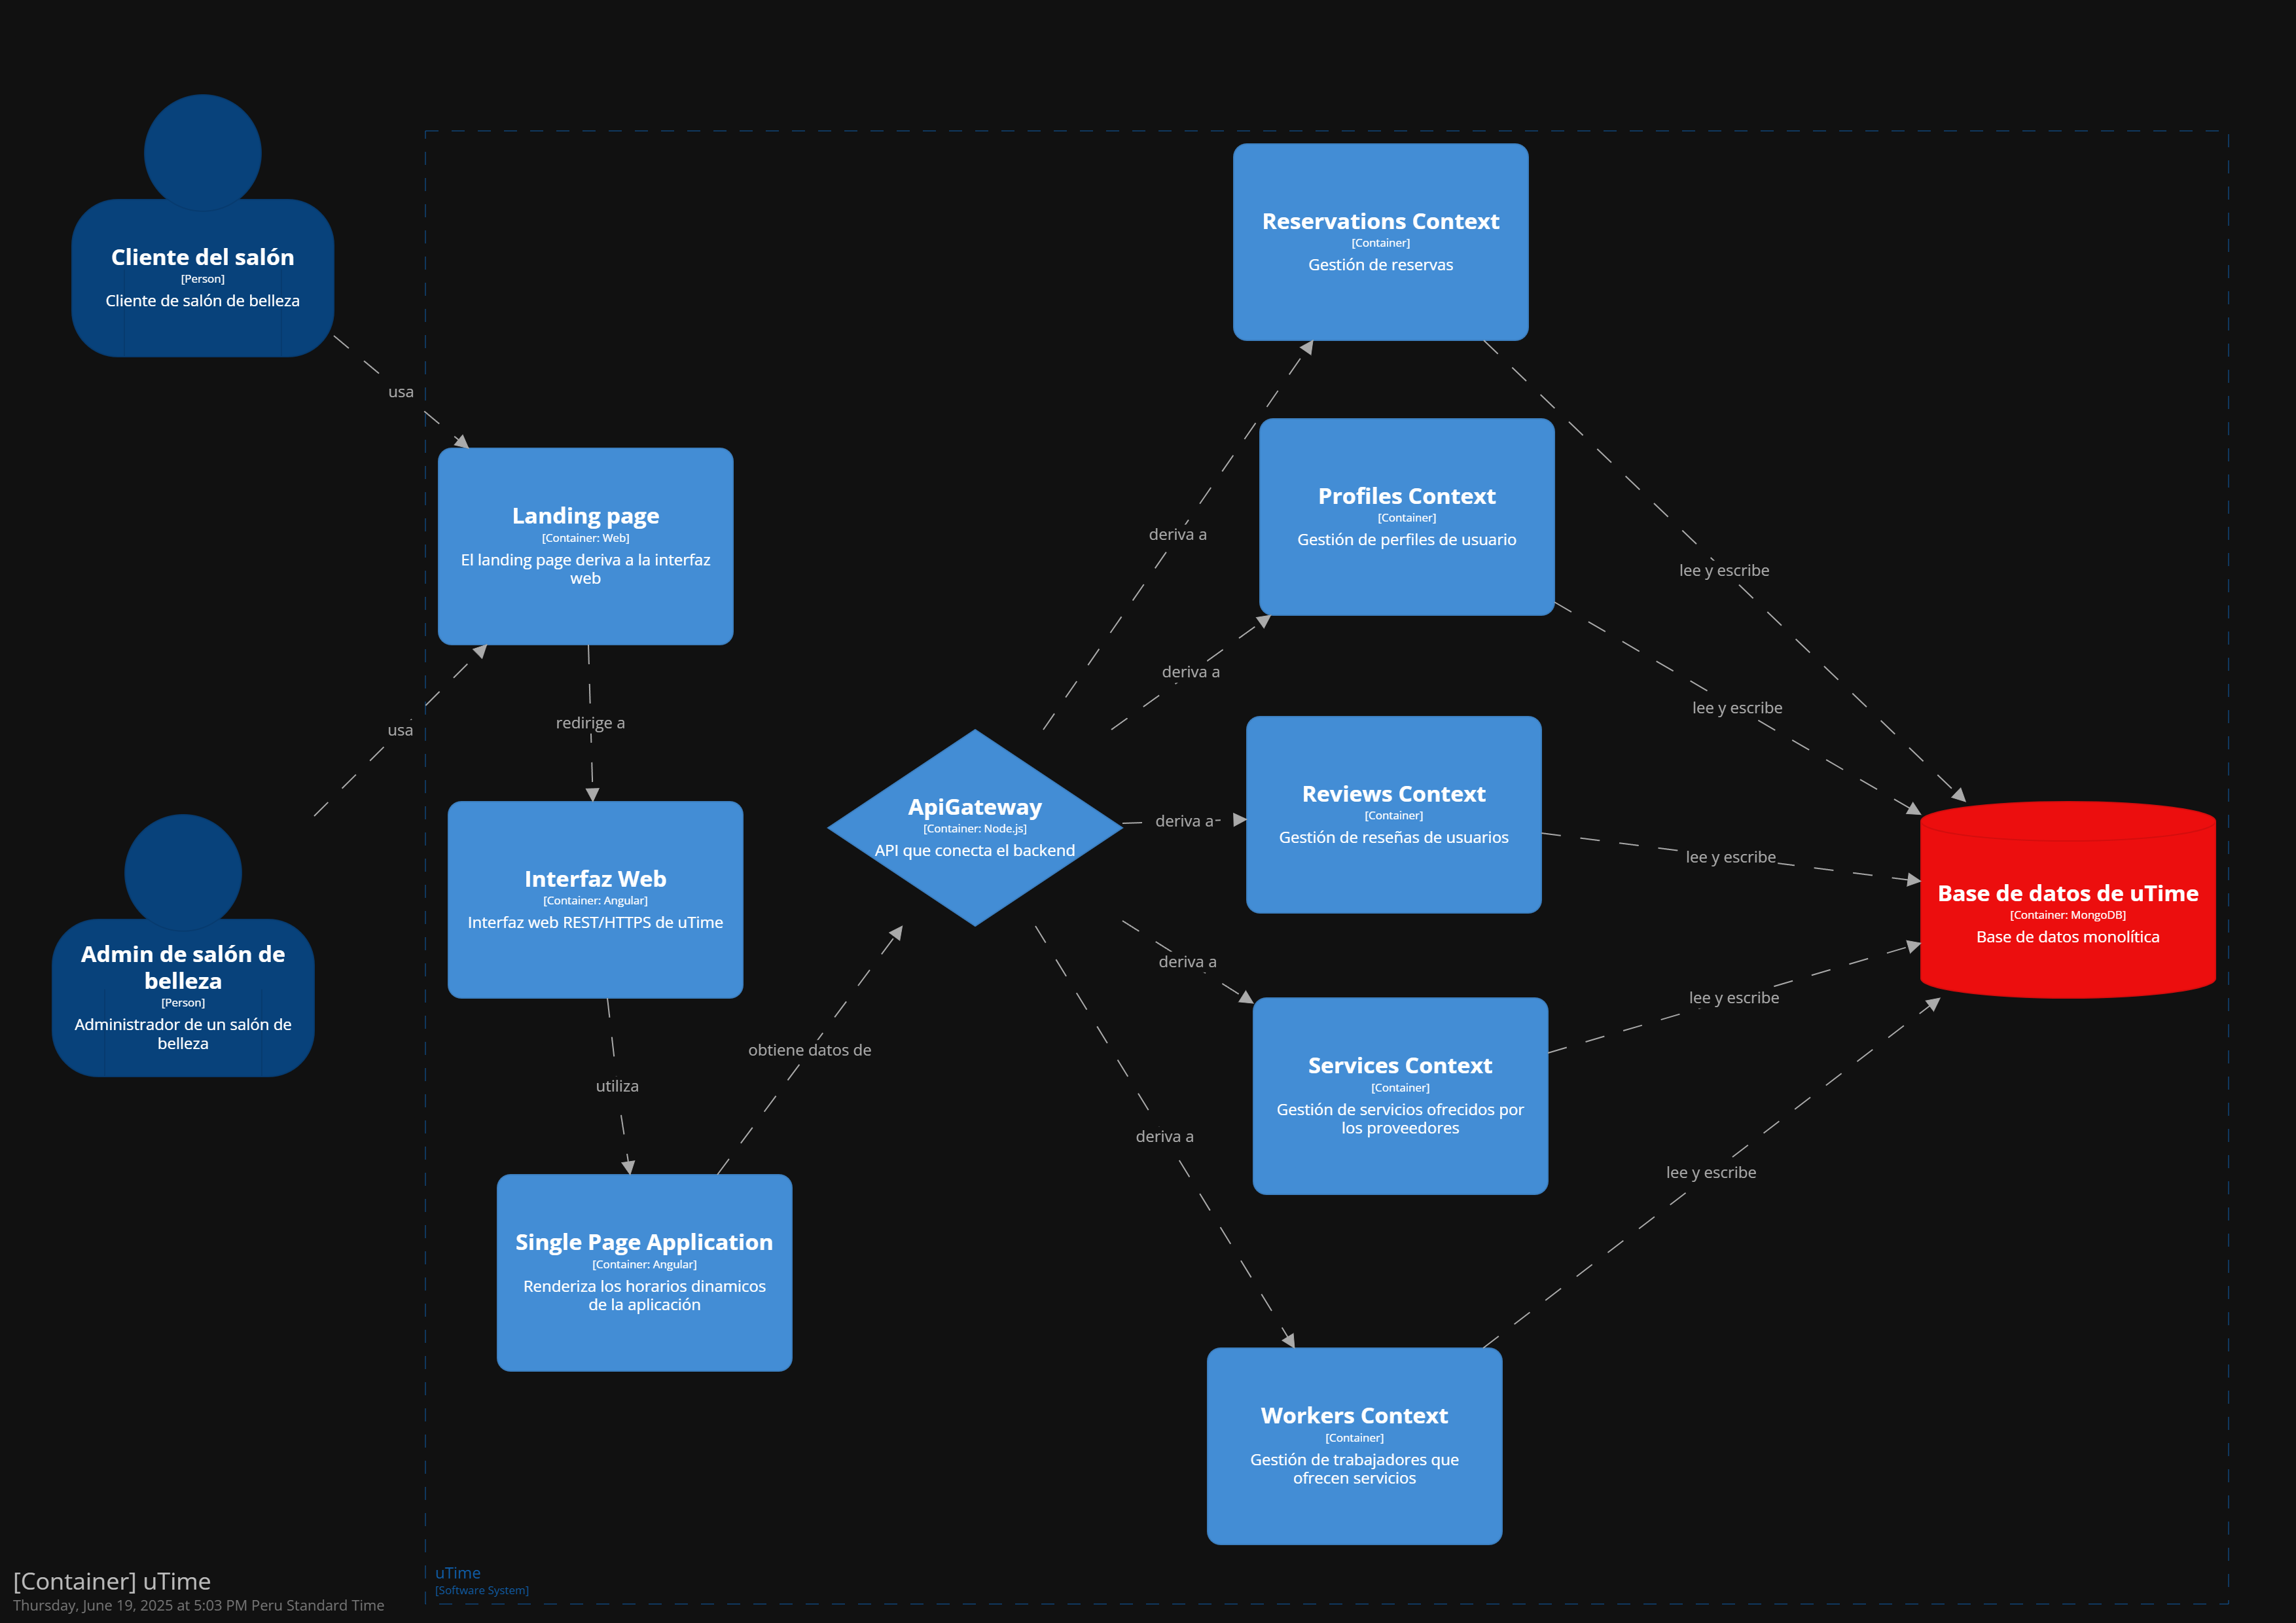 Cliente del salón
[Person]
Cliente de salón de belleza
usa
Landing page
[Container: Web]
El landing page deriva a la interfaz
web
usa
Admin de salón de
belleza
[Person]
Administrador de un salón de
belleza
redirige a
Interfaz Web
[Container: Angular]
Interfaz web REST/HTTPS de uTime
utiliza
Single Page Application
[Container: Angular]
Renderiza los horarios dinamicos
de la aplicación
obtiene datos de
ApiGateway
[Container: Node.js]
API que conecta el backend
deriva a
deriva a
deriva a
deriva a
deriva a
Reservations Context
[Container]
Gestión de reservas
Profiles Context
[Container]
Gestión de perfiles de usuario
Reviews Context
[Container]
Gestión de reseñas de usuarios
Services Context
[Container]
Gestión de servicios ofrecidos por
los proveedores
Workers Context
[Container]
Gestión de trabajadores que
ofrecen servicios
lee y escribe
lee y escribe
lee y escribe
lee y escribe
lee y escribe
Base de datos de uTime
[Container: MongoDB]
Base de datos monolítica
uTime
[Software System]
[Container] uTime
Thursday, June 19, 2025 at 5:03 PM Peru Standard Time